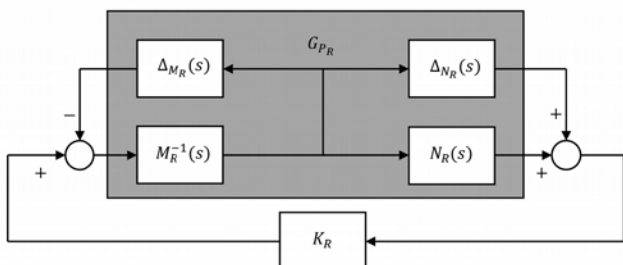 G_{P_R}
Δ_{M_R}(s)
Δ_{N_R}(s)
−
+
M_R^{-1}(s)
N_R(s)
+
+
K_R